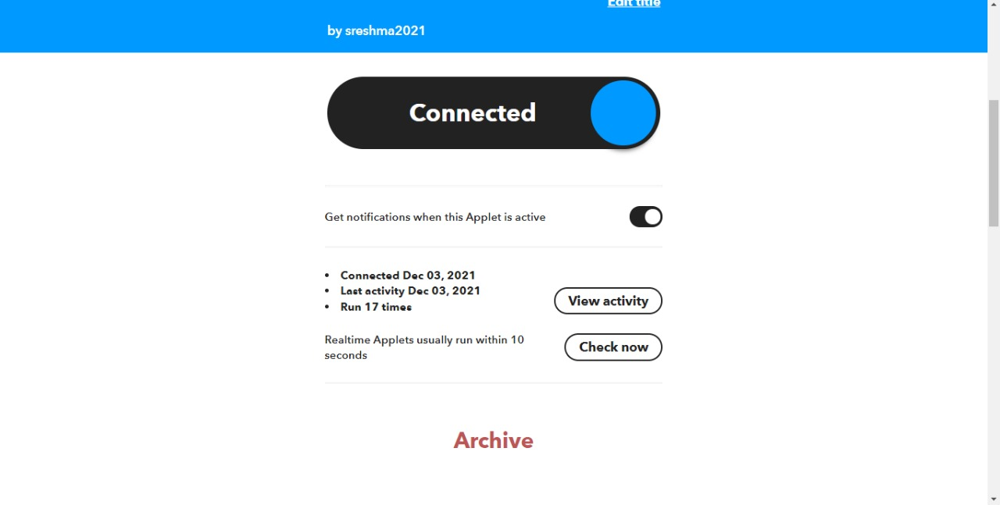 Edit title
by sreshma2021
Connected
Get notifications when this Applet is active
• Connected Dec 03, 2021
• Last activity Dec 03, 2021
• Run 17 times
View activity
Realtime Applets usually run within 10
seconds
Check now
Archive